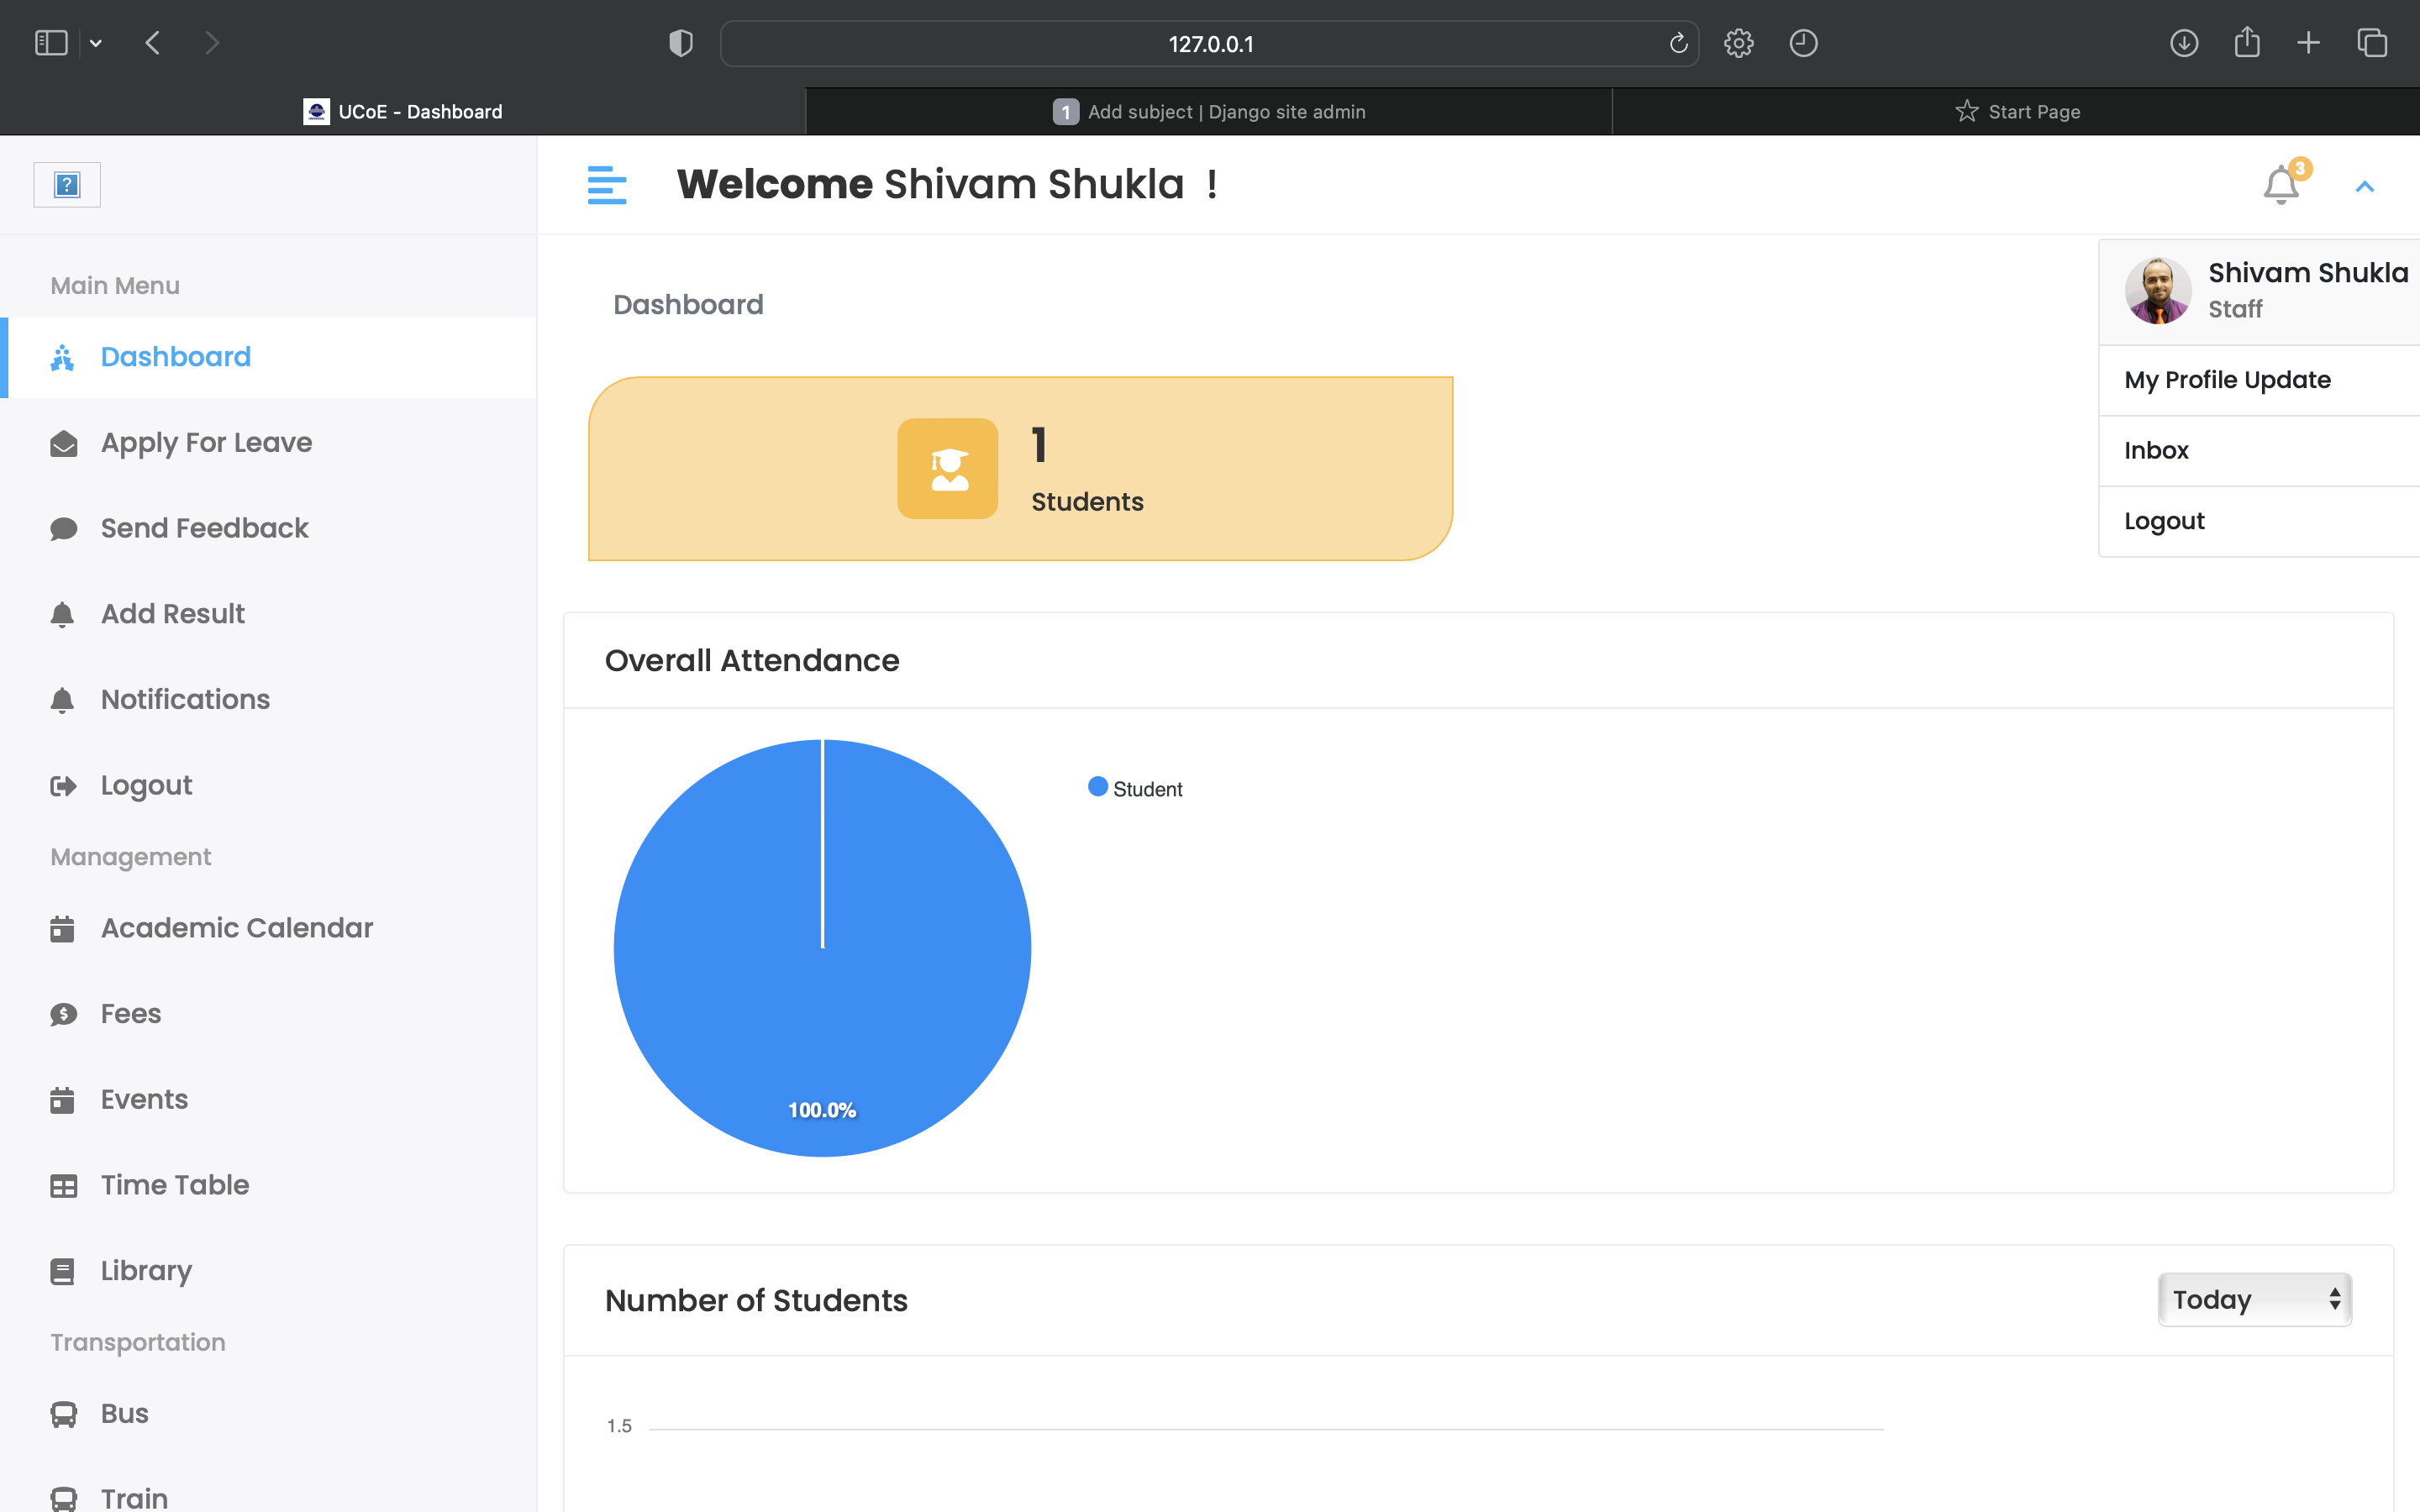 127.0.0.1
UCoE - Dashboard
1 Add subject | Django site admin
Start Page
Welcome Shivam Shukla !
3
Main Menu
Dashboard
Apply For Leave
Send Feedback
Add Result
Notifications
Logout
Management
Academic Calendar
Fees
Events
Time Table
Library
Transportation
Bus
Train
Dashboard
1
Students
Shivam Shukla
Staff
My Profile Update
Inbox
Logout
Overall Attendance
Student
100.0%
Number of Students
Today
1.5